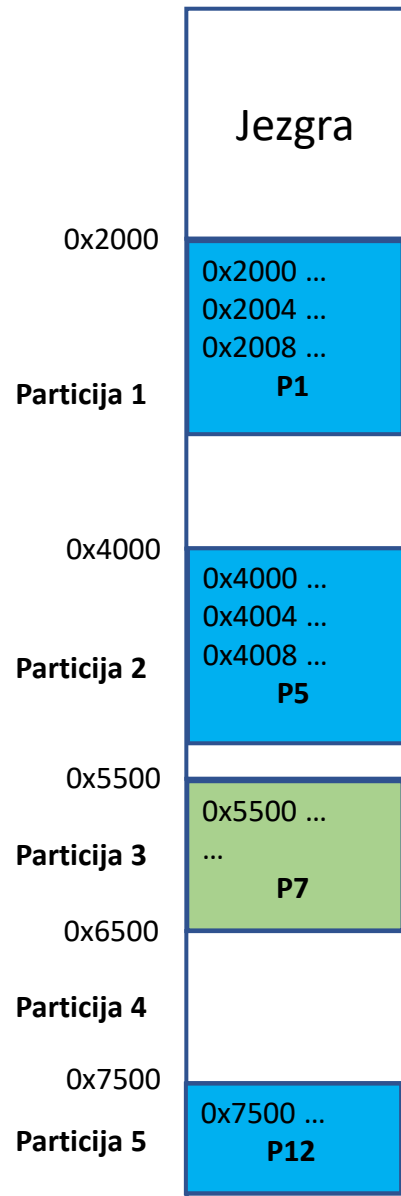 Jezgra
0x2000
0x2000 ...
0x2004 ...
0x2008 ...
P1
Particija 1
0x4000
0x4000 ...
0x4004 ...
0x4008 ...
Particija 2
P5
0x5500
0x5500 ...
...
Particija 3
P7
0x6500
Particija 4
0x7500
0x7500 ...
Particija 5
P12